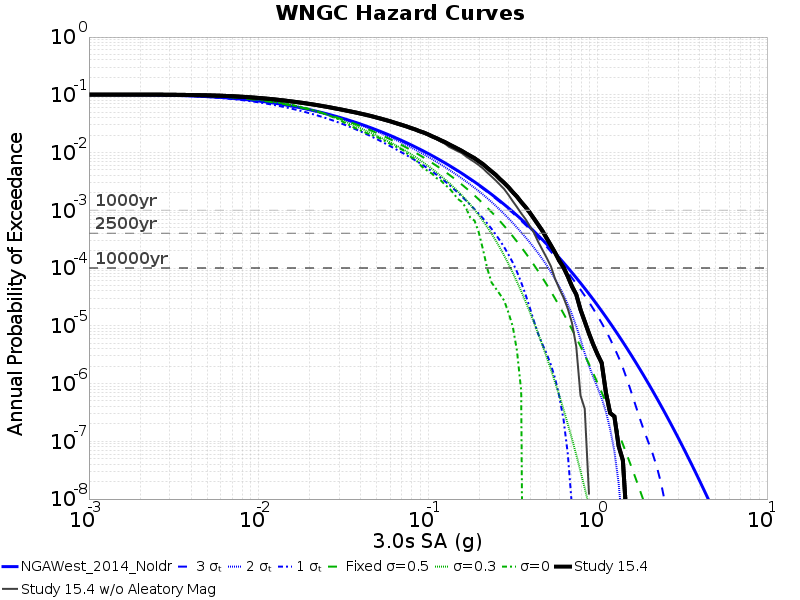 WNGC Hazard Curves
Annual Probability of Exceedance
10^0
10^-1
10^-2
10^-3
10^-4
10^-5
10^-6
10^-7
10^-8
1000yr
2500yr
10000yr
10^-3 10^-2 10^-1 10^0 10^1
3.0s SA (g)
NGAWest_2014_NoIdr 3 σₜ 2 σₜ 1 σₜ Fixed σ=0.5 σ=0.3 σ=0 Study 15.4
Study 15.4 w/o Aleatory Mag